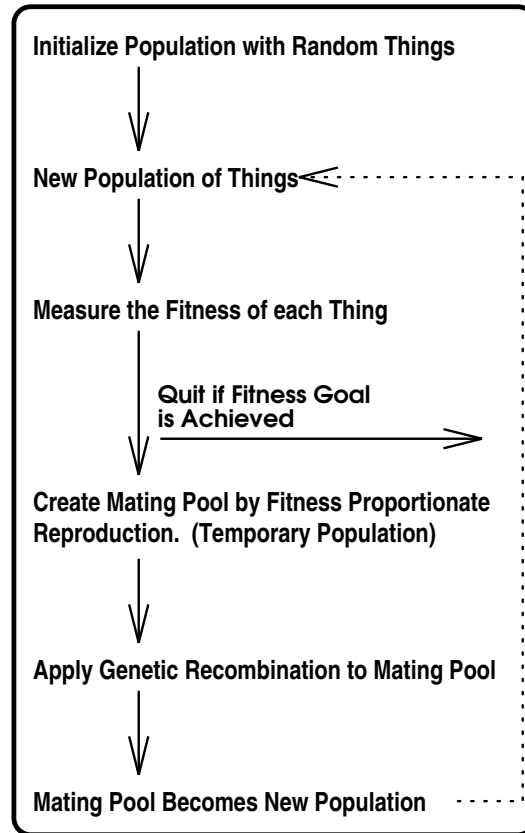 Initialize Population with Random Things
New Population of Things
Measure the Fitness of each Thing
Quit if Fitness Goal
is Achieved
Create Mating Pool by Fitness Proportionate
Reproduction. (Temporary Population)
Apply Genetic Recombination to Mating Pool
Mating Pool Becomes New Population